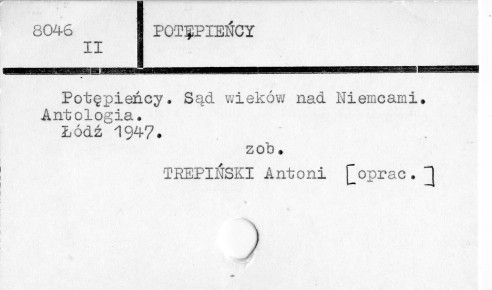 8046 POTĘPIEŃCY
II
Potępieńcy. Sąd wieków nad Niemcami.
Antologia.
Łódź 1947.
zob.
TREPIŃSKI Antoni [oprac.]